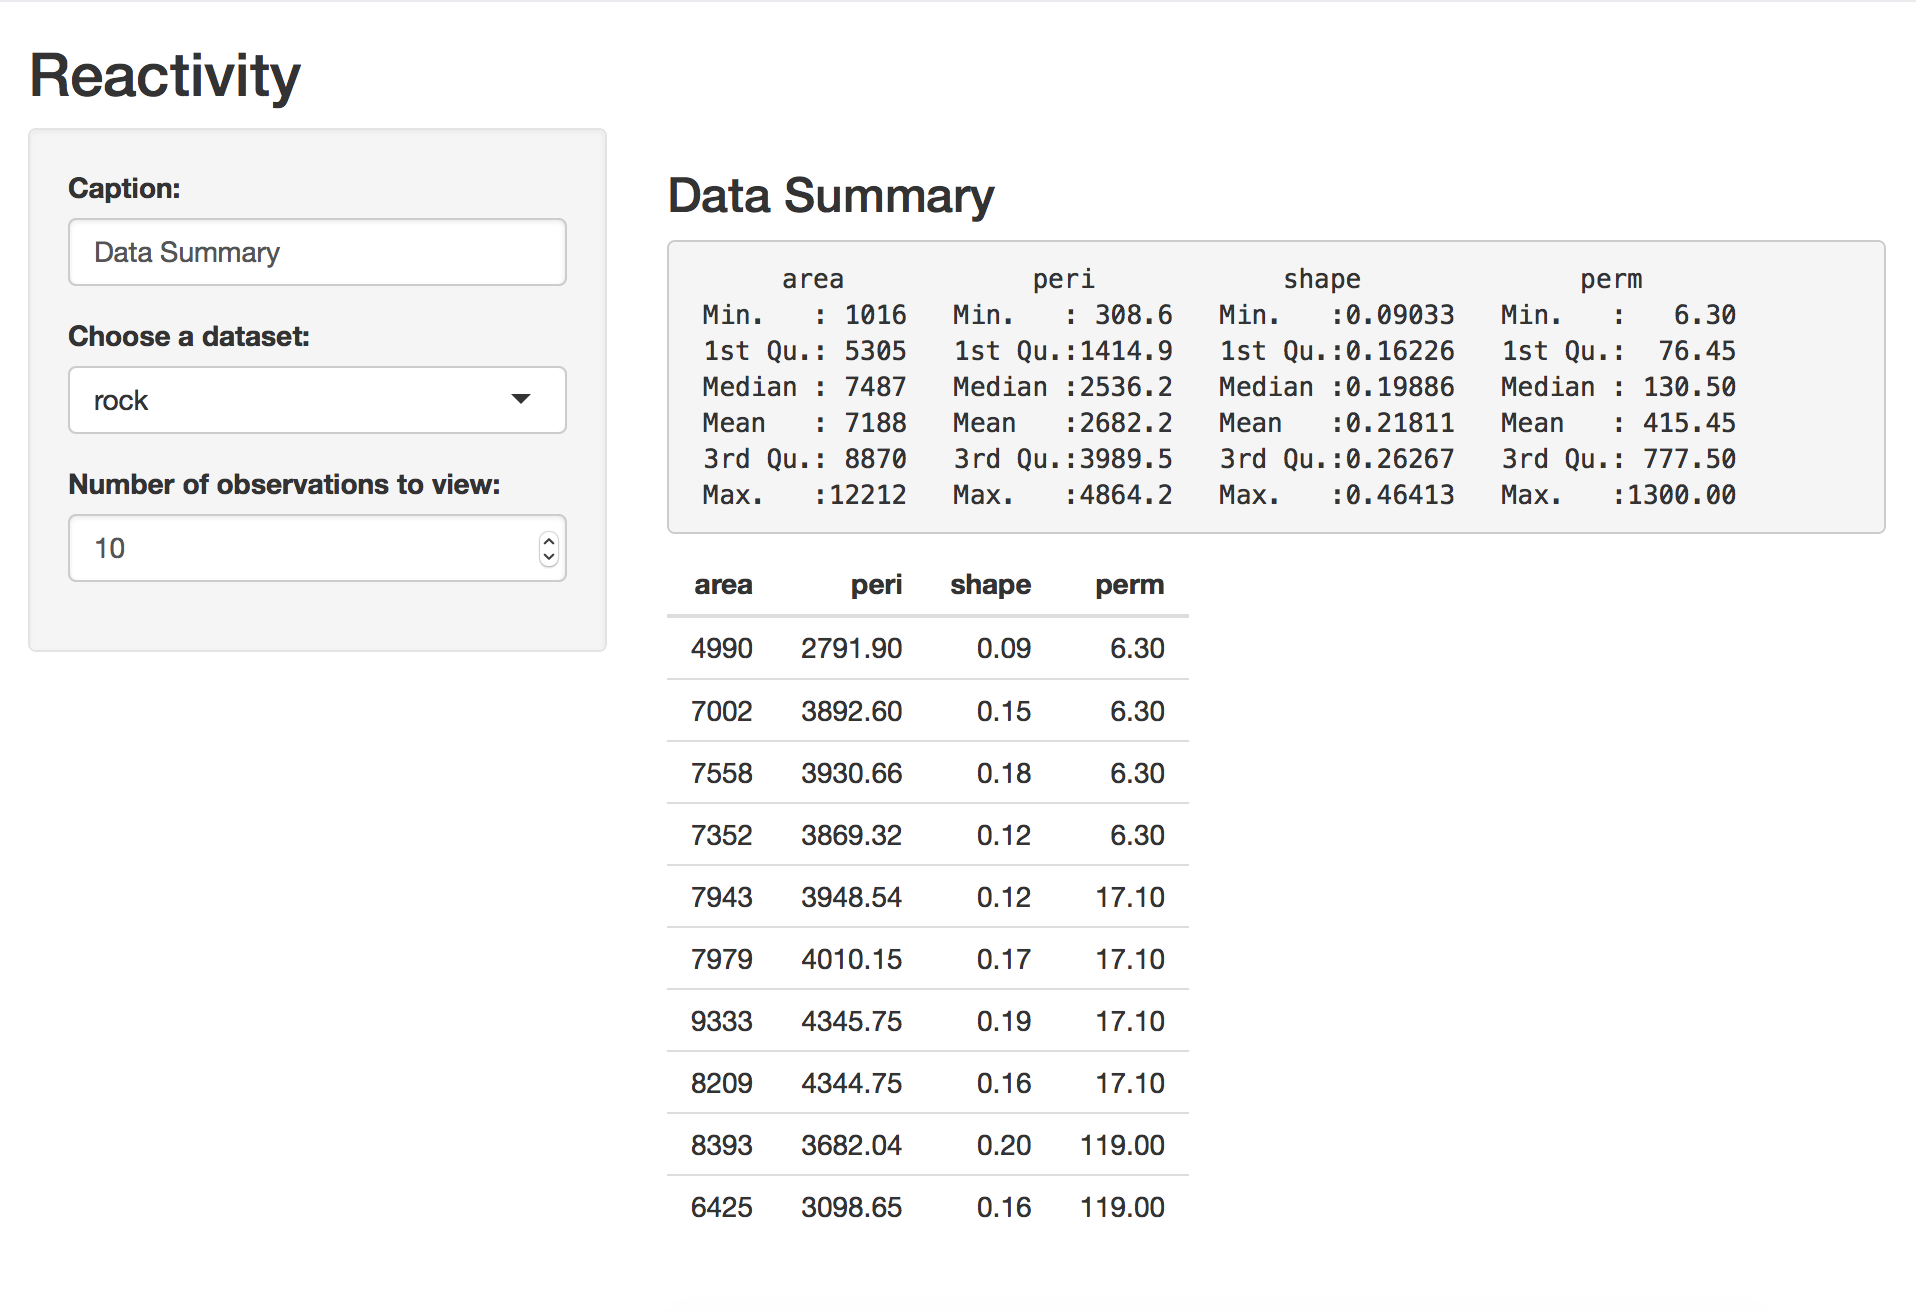 Reactivity
Caption:
Data Summary
Choose a dataset:
rock
Number of observations to view:
10
Data Summary
area peri shape perm
Min. : 1016 Min. : 308.6 Min. :0.09033 Min. : 6.30
1st Qu.: 5305 1st Qu.:1414.9 1st Qu.:0.16226 1st Qu.: 76.45
Median : 7487 Median :2536.2 Median :0.19886 Median : 130.50
Mean : 7188 Mean :2682.2 Mean :0.21811 Mean : 415.45
3rd Qu.: 8870 3rd Qu.:3989.5 3rd Qu.:0.26267 3rd Qu.: 777.50
Max. :12212 Max. :4864.2 Max. :0.46413 Max. :1300.00
area peri shape perm
4990 2791.90 0.09 6.30
7002 3892.60 0.15 6.30
7558 3930.66 0.18 6.30
7352 3869.32 0.12 6.30
7943 3948.54 0.12 17.10
7979 4010.15 0.17 17.10
9333 4345.75 0.19 17.10
8209 4344.75 0.16 17.10
8393 3682.04 0.20 119.00
6425 3098.65 0.16 119.00